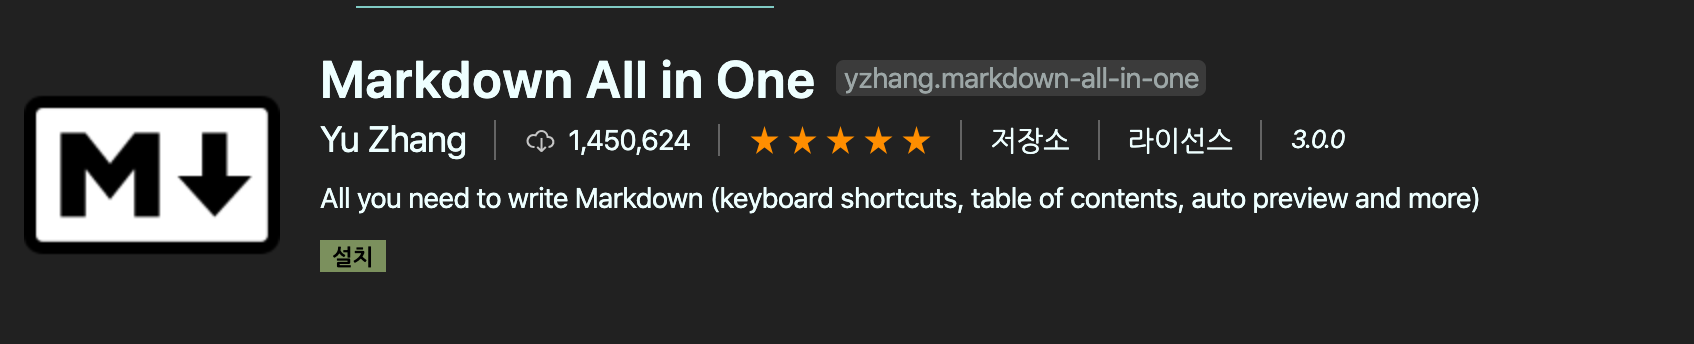 Markdown All in One yzhang.markdown-all-in-one
M
Yu Zhang 1,450,624 저장소 라이선스 3.0.0
All you need to write Markdown (keyboard shortcuts, table of contents, auto preview and more)
설치